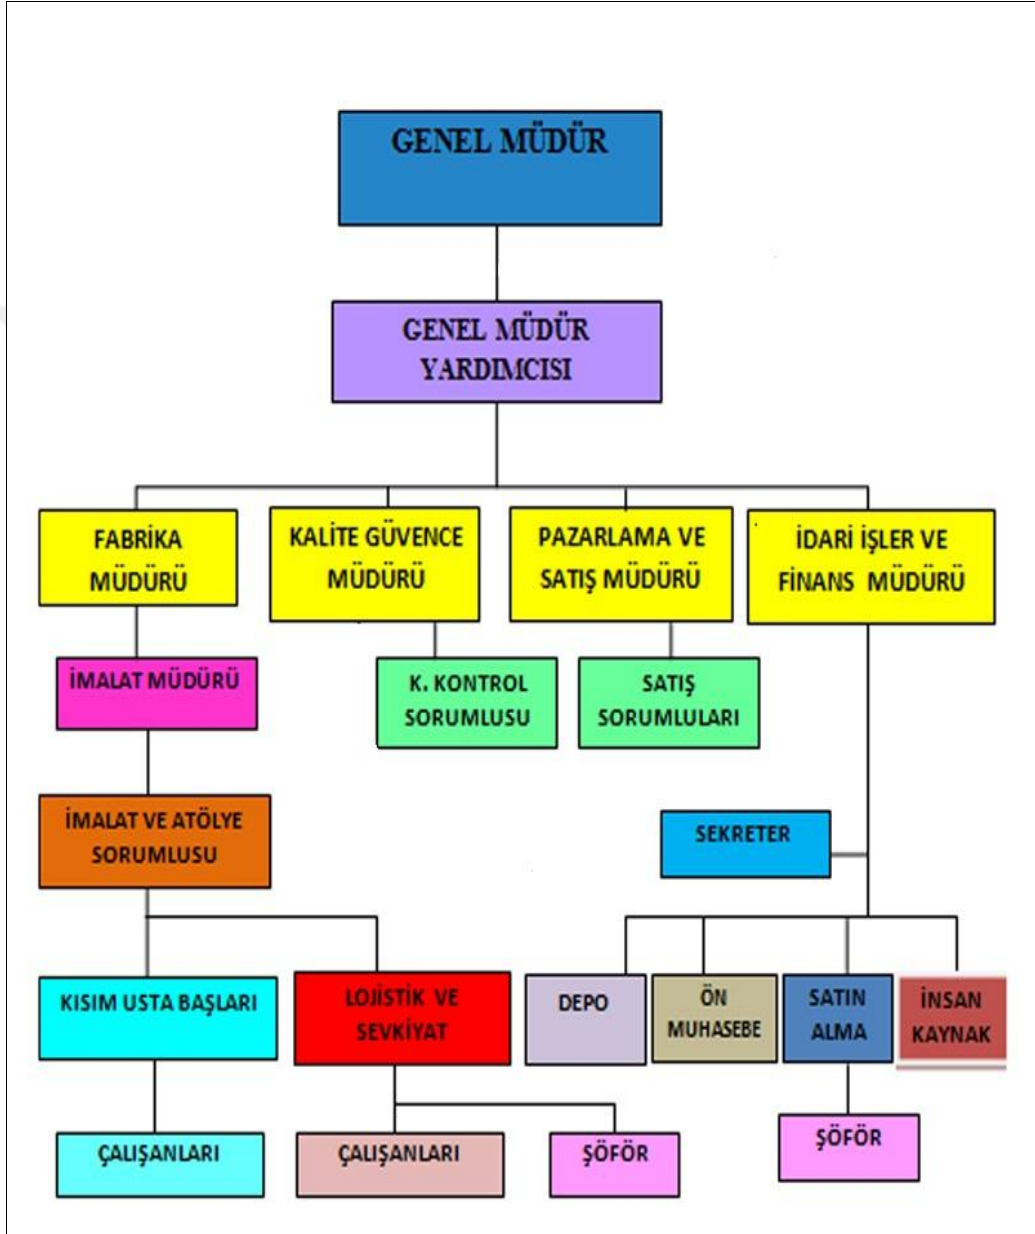 GENEL MÜDÜR
GENEL MÜDÜR
YARDIMCISI
FABRİKA
MÜDÜRÜ
KALİTE GÜVENCE
MÜDÜRÜ
PAZARLAMA VE
SATIŞ MÜDÜRÜ
İDARİ İŞLER VE
FİNANS MÜDÜRÜ
İMALAT MÜDÜRÜ
K. KONTROL
SORUMLUSU
SATIŞ
SORUMLULARI
İMALAT VE ATÖLYE
SORUMLUSU
SEKRETER
KISIM USTA BAŞLARI
LOJİSTİK VE
SEVKİYAT
DEPO
ÖN
MUHASEBE
SATIN
ALMA
İNSAN
KAYNAK
ÇALIŞANLARI
ÇALIŞANLARI
ŞÖFÖR
ŞÖFÖR